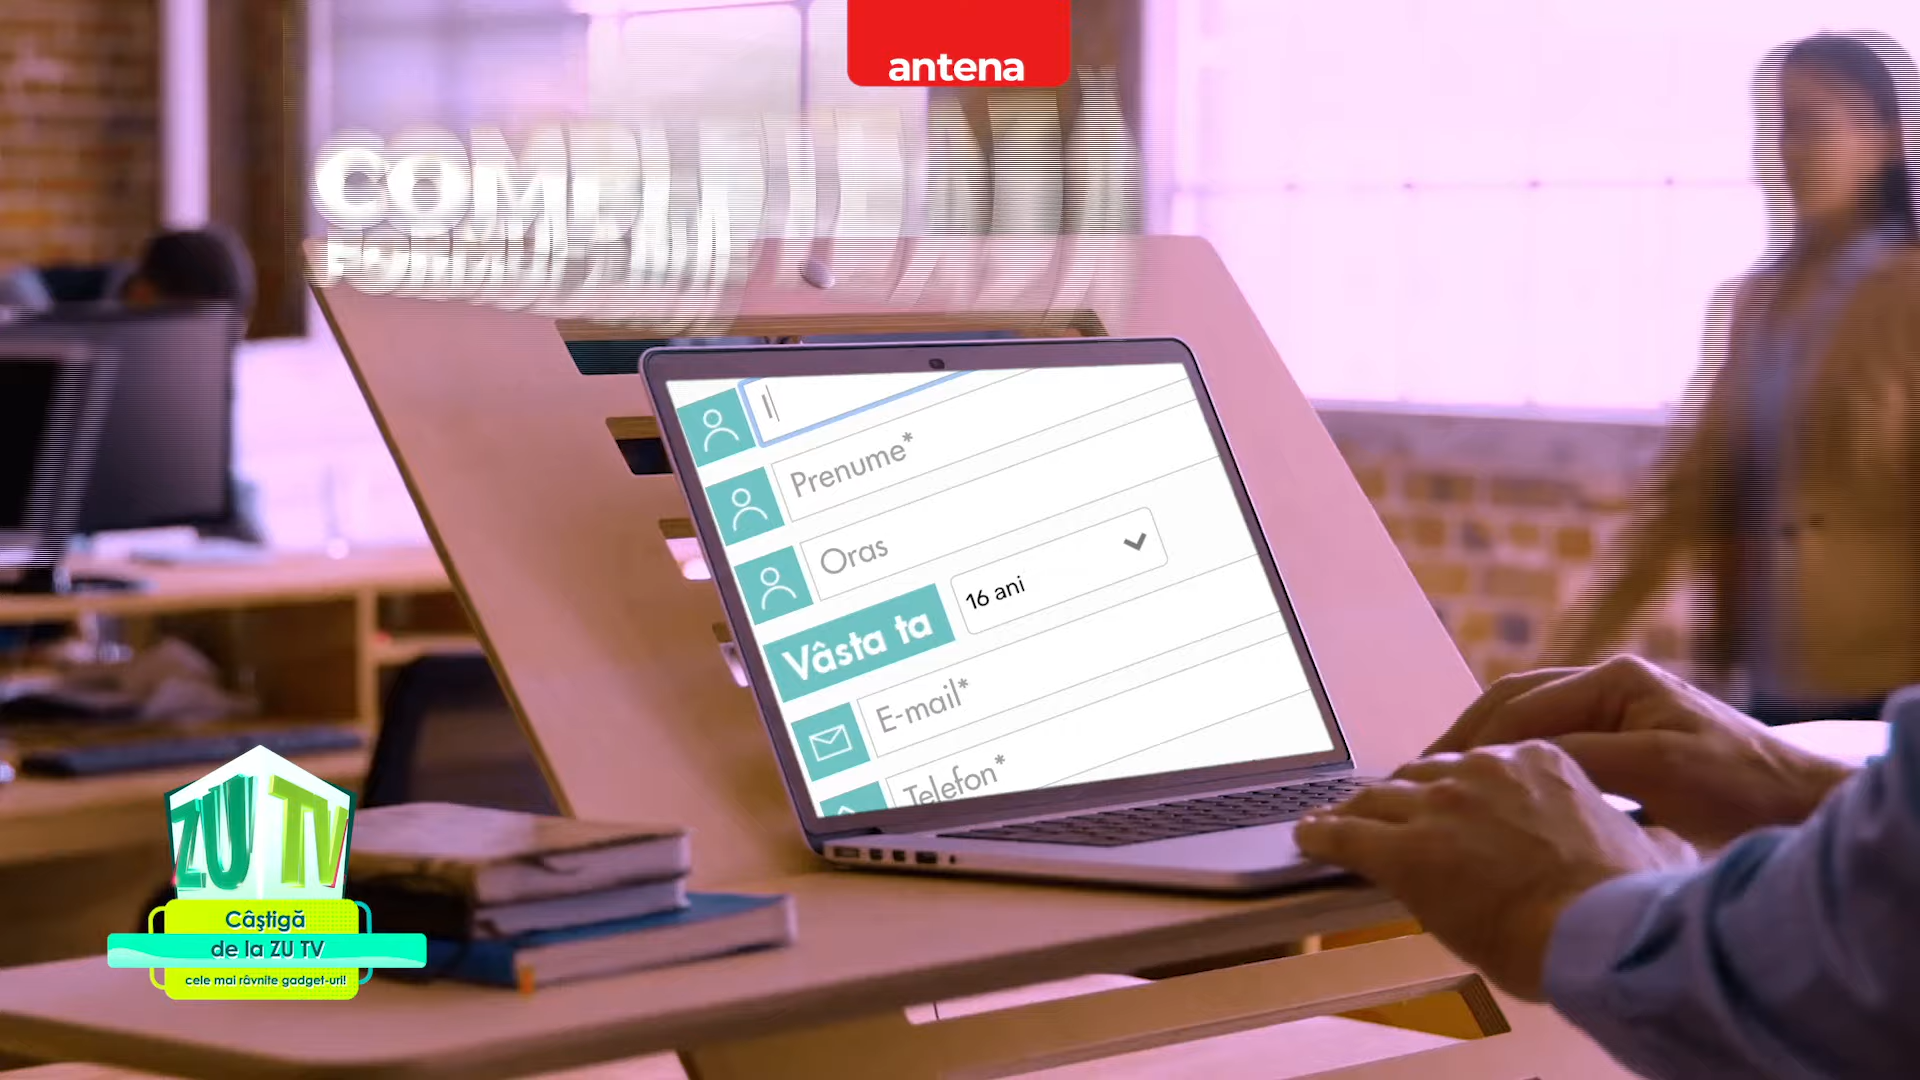 antena
I
Prenume*
Oras
16 ani
Vâsta ta
E-mail*
Telefon*
ZU TV
Câştigă
de la ZU TV
cele mai râvnite gadget-uri!